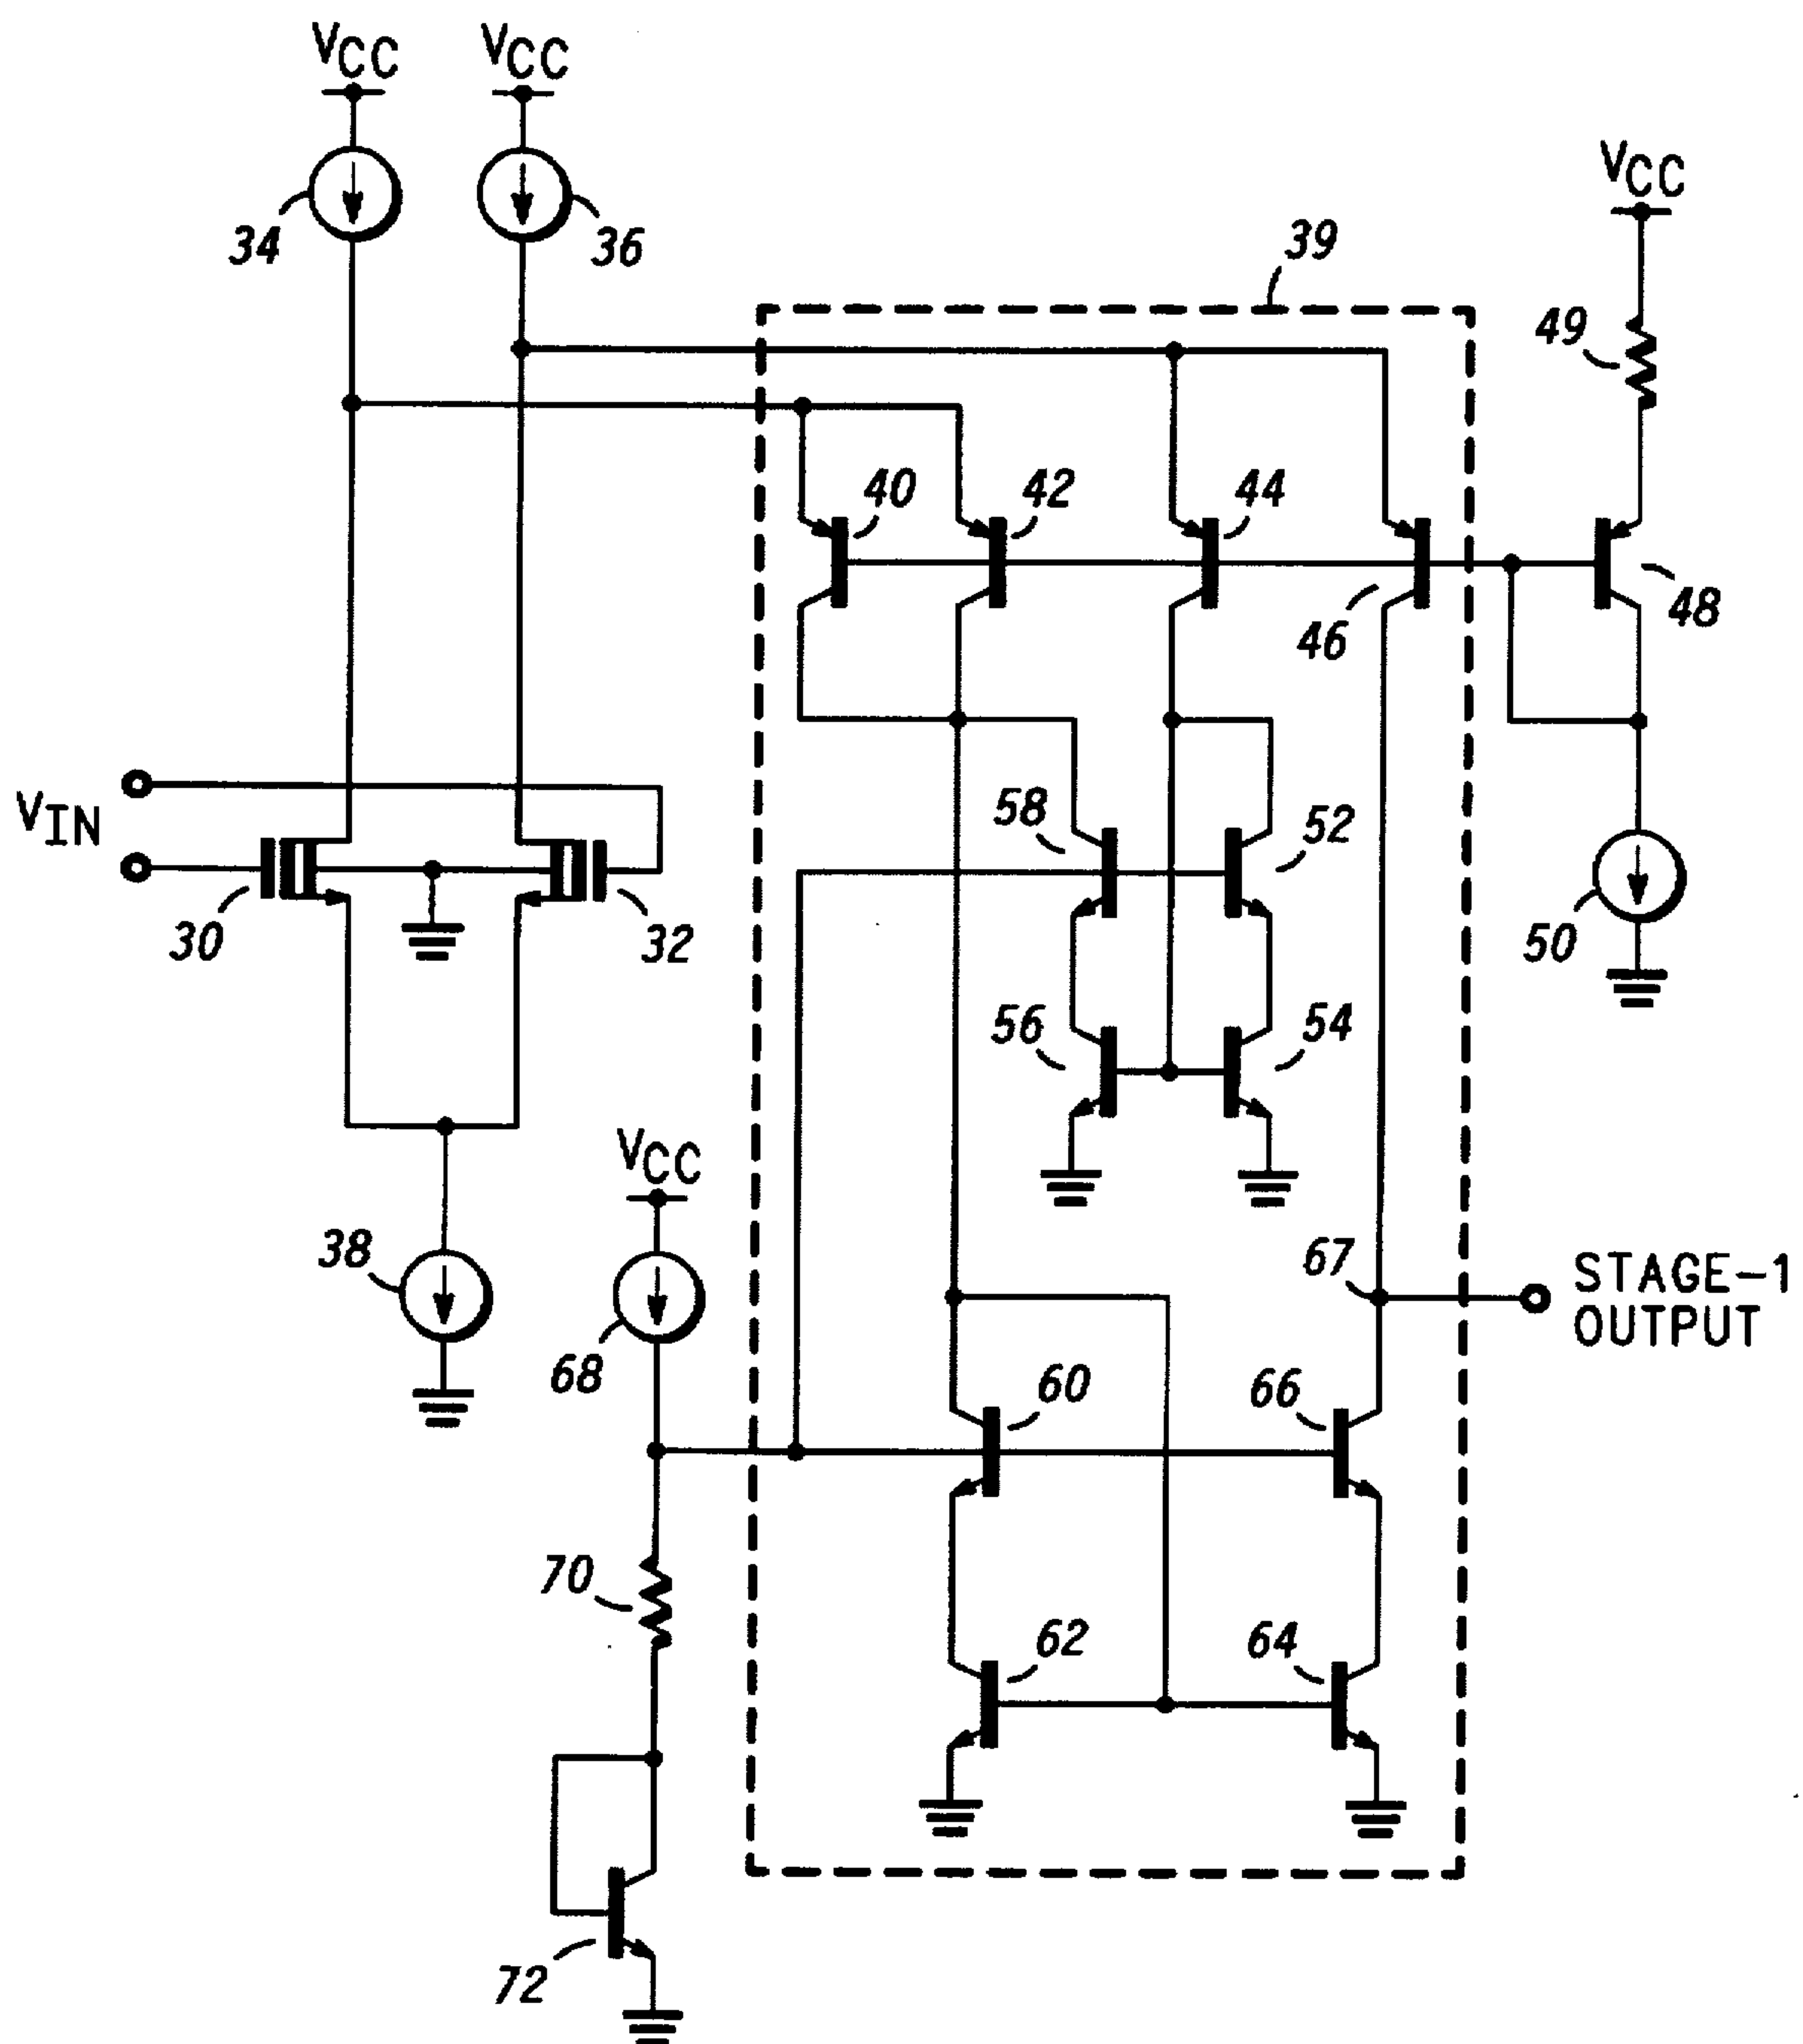 VCC VCC
VCC
34 36 39
49
40 42 44
46 48
VIN
58 52
30 32 50
56 54
VCC
38 67 STAGE-1
OUTPUT
68 60 66
70
62 64
72